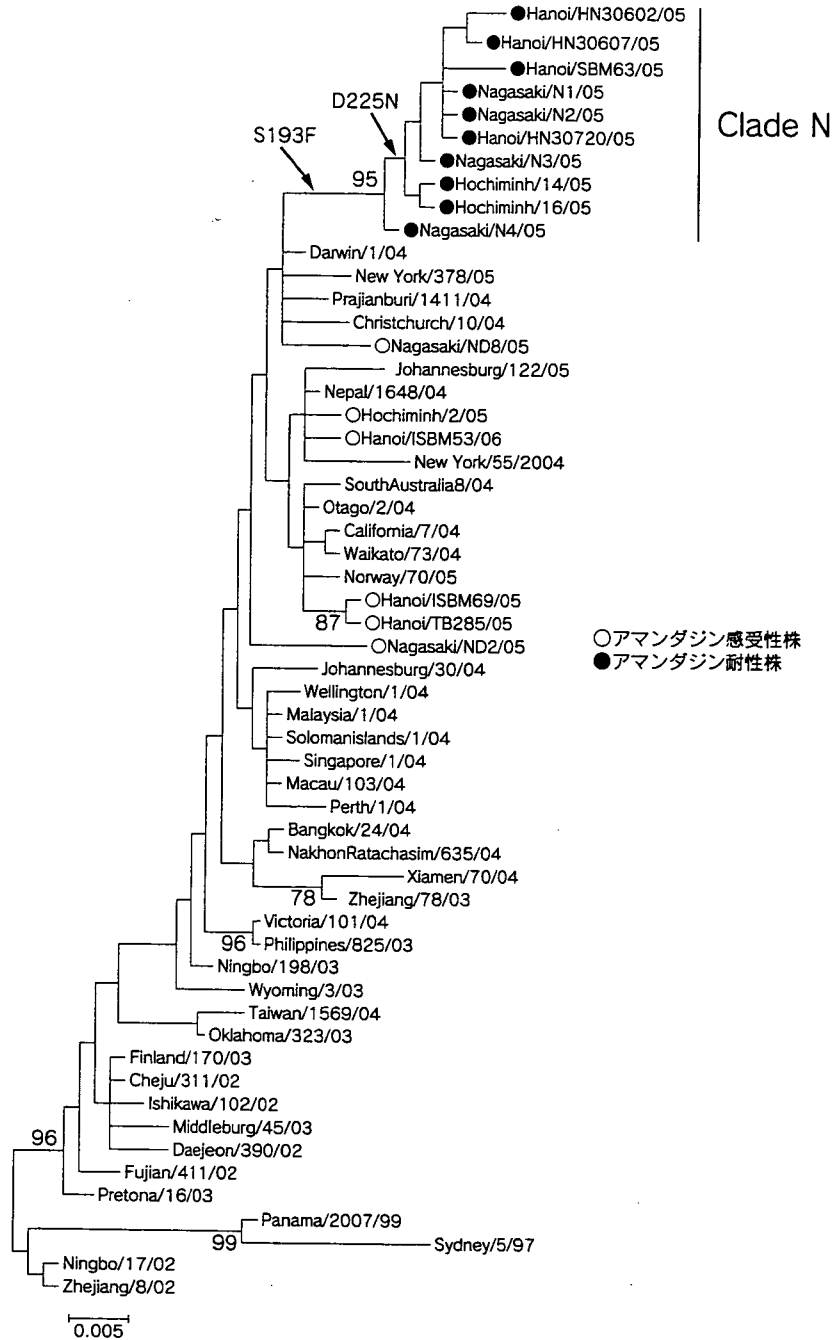 ●Hanoi/HN30602/05
●Hanoi/HN30607/05
●Hanoi/SBM63/05
●Nagasaki/N1/05
D225N
●Nagasaki/N2/05
Clade N
S193F
●Hanoi/HN30720/05
●Nagasaki/N3/05
95
●Hochiminh/14/05
●Hochiminh/16/05
●Nagasaki/N4/05
Darwin/1/04
New York/378/05
Prajianburi/1411/04
Christchurch/10/04
○Nagasaki/ND8/05
Johannesburg/122/05
Nepal/1648/04
○Hochiminh/2/05
○Hanoi/ISBM53/06
New York/55/2004
SouthAustralia8/04
Otago/2/04
California/7/04
Waikato/73/04
Norway/70/05
○Hanoi/ISBM69/05
87
○Hanoi/TB285/05
○アマンダジン感受性株
○Nagasaki/ND2/05
●アマンダジン耐性株
Johannesburg/30/04
Wellington/1/04
Malaysia/1/04
Solomanislands/1/04
Singapore/1/04
Macau/103/04
Perth/1/04
Bangkok/24/04
NakhonRatachasim/635/04
Xiamen/70/04
78
Zhejiang/78/03
Victoria/101/04
96
Philippines/825/03
Ningbo/198/03
Wyoming/3/03
Taiwan/1569/04
Oklahoma/323/03
Finland/170/03
Cheju/311/02
Ishikawa/102/02
Middleburg/45/03
96
Daejeon/390/02
Fujian/411/02
Pretona/16/03
Panama/2007/99
99
Sydney/5/97
Ningbo/17/02
Zhejiang/8/02
0.005